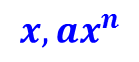 x, axⁿ